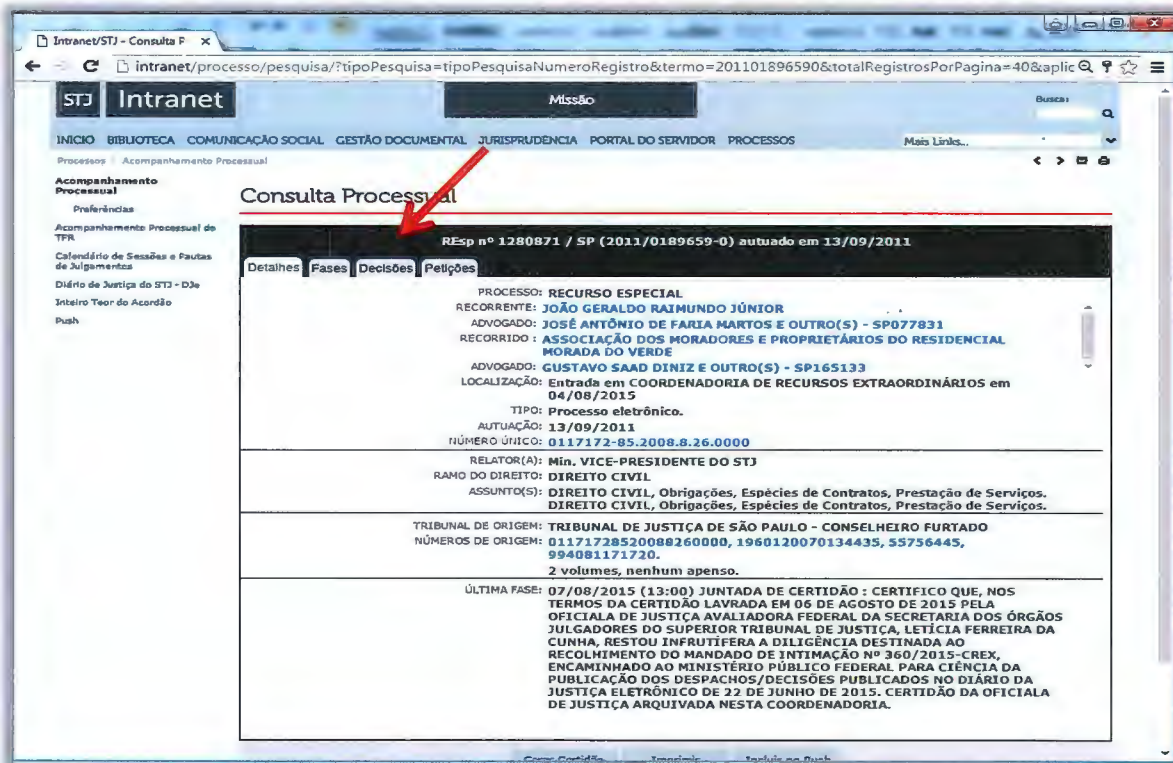 Intranet/STJ - Consulta P
intranet/processo/pesquisa/?tipoPesquisa=tipoPesquisaNumeroRegistro&termo=201101896590&totalRegistrosPorPagina=40&aplic
STJ Intranet
Missão
Buscar
INICIO BIBLIOTECA COMUNICAÇÃO SOCIAL GESTÃO DOCUMENTAL JURISPRUDÊNCIA PORTAL DO SERVIDOR PROCESSOS
Mais Links...
Processos Acompanhamento Processual
Acompanhamento
Processual
Preferências
Acompanhamento Processual do
TFR
Calendário de Sessões e Pautas
de Julgamentos
Diário de Justiça do STJ - DJe
Inteiro Teor do Acordão
Push
Consulta Processual
REsp nº 1280871 / SP (2011/0189659-0) autuado em 13/09/2011
Detalhes Fases Decisões Petições
PROCESSO: RECURSO ESPECIAL
RECORRENTE: JOÃO GERALDO RAIMUNDO JÚNIOR
ADVOGADO: JOSÉ ANTÔNIO DE FARIA MARTOS E OUTRO(S) - SP077831
RECORRIDO : ASSOCIAÇÃO DOS MORADORES E PROPRIETÁRIOS DO RESIDENCIAL
MORADA DO VERDE
ADVOGADO: GUSTAVO SAAD DINIZ E OUTRO(S) - SP165133
LOCALIZAÇÃO: Entrada em COORDENADORIA DE RECURSOS EXTRAORDINÁRIOS em
04/08/2015
TIPO: Processo eletrônico.
AUTUAÇÃO: 13/09/2011
NÚMERO ÚNICO: 0117172-85.2008.8.26.0000
RELATOR(A): Min. VICE-PRESIDENTE DO STJ
RAMO DO DIREITO: DIREITO CIVIL
ASSUNTO(S): DIREITO CIVIL, Obrigações, Espécies de Contratos, Prestação de Serviços.
DIREITO CIVIL, Obrigações, Espécies de Contratos, Prestação de Serviços.
TRIBUNAL DE ORIGEM: TRIBUNAL DE JUSTIÇA DE SÃO PAULO - CONSELHEIRO FURTADO
NÚMEROS DE ORIGEM: 01171728520088260000, 1960120070134435, 55756445,
994081171720.
2 volumes, nenhum apenso.
ÚLTIMA FASE: 07/08/2015 (13:00) JUNTADA DE CERTIDÃO : CERTIFICO QUE, NOS
TERMOS DA CERTIDÃO LAVRADA EM 06 DE AGOSTO DE 2015 PELA
OFICIALA DE JUSTIÇA AVALIADORA FEDERAL DA SECRETARIA DOS ÓRGÃOS
JULGADORES DO SUPERIOR TRIBUNAL DE JUSTIÇA, LETÍCIA FERREIRA DA
CUNHA, RESTOU INFRUTÍFERA A DILIGÊNCIA DESTINADA AO
RECOLHIMENTO DO MANDADO DE INTIMAÇÃO Nº 360/2015-CREX,
ENCAMINHADO AO MINISTÉRIO PÚBLICO FEDERAL PARA CIÊNCIA DA
PUBLICAÇÃO DOS DESPACHOS/DECISÕES PUBLICADOS NO DIÁRIO DA
JUSTIÇA ELETRÔNICO DE 22 DE JUNHO DE 2015. CERTIDÃO DA OFICIALA
DE JUSTIÇA ARQUIVADA NESTA COORDENADORIA.